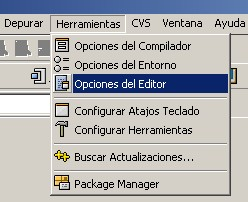 Depurar Herramientas CVS Ventana Ayuda
Opciones del Compilador
Opciones del Entorno
Opciones del Editor
Configurar Atajos Teclado
Configurar Herramientas
Buscar Actualizaciones...
Package Manager